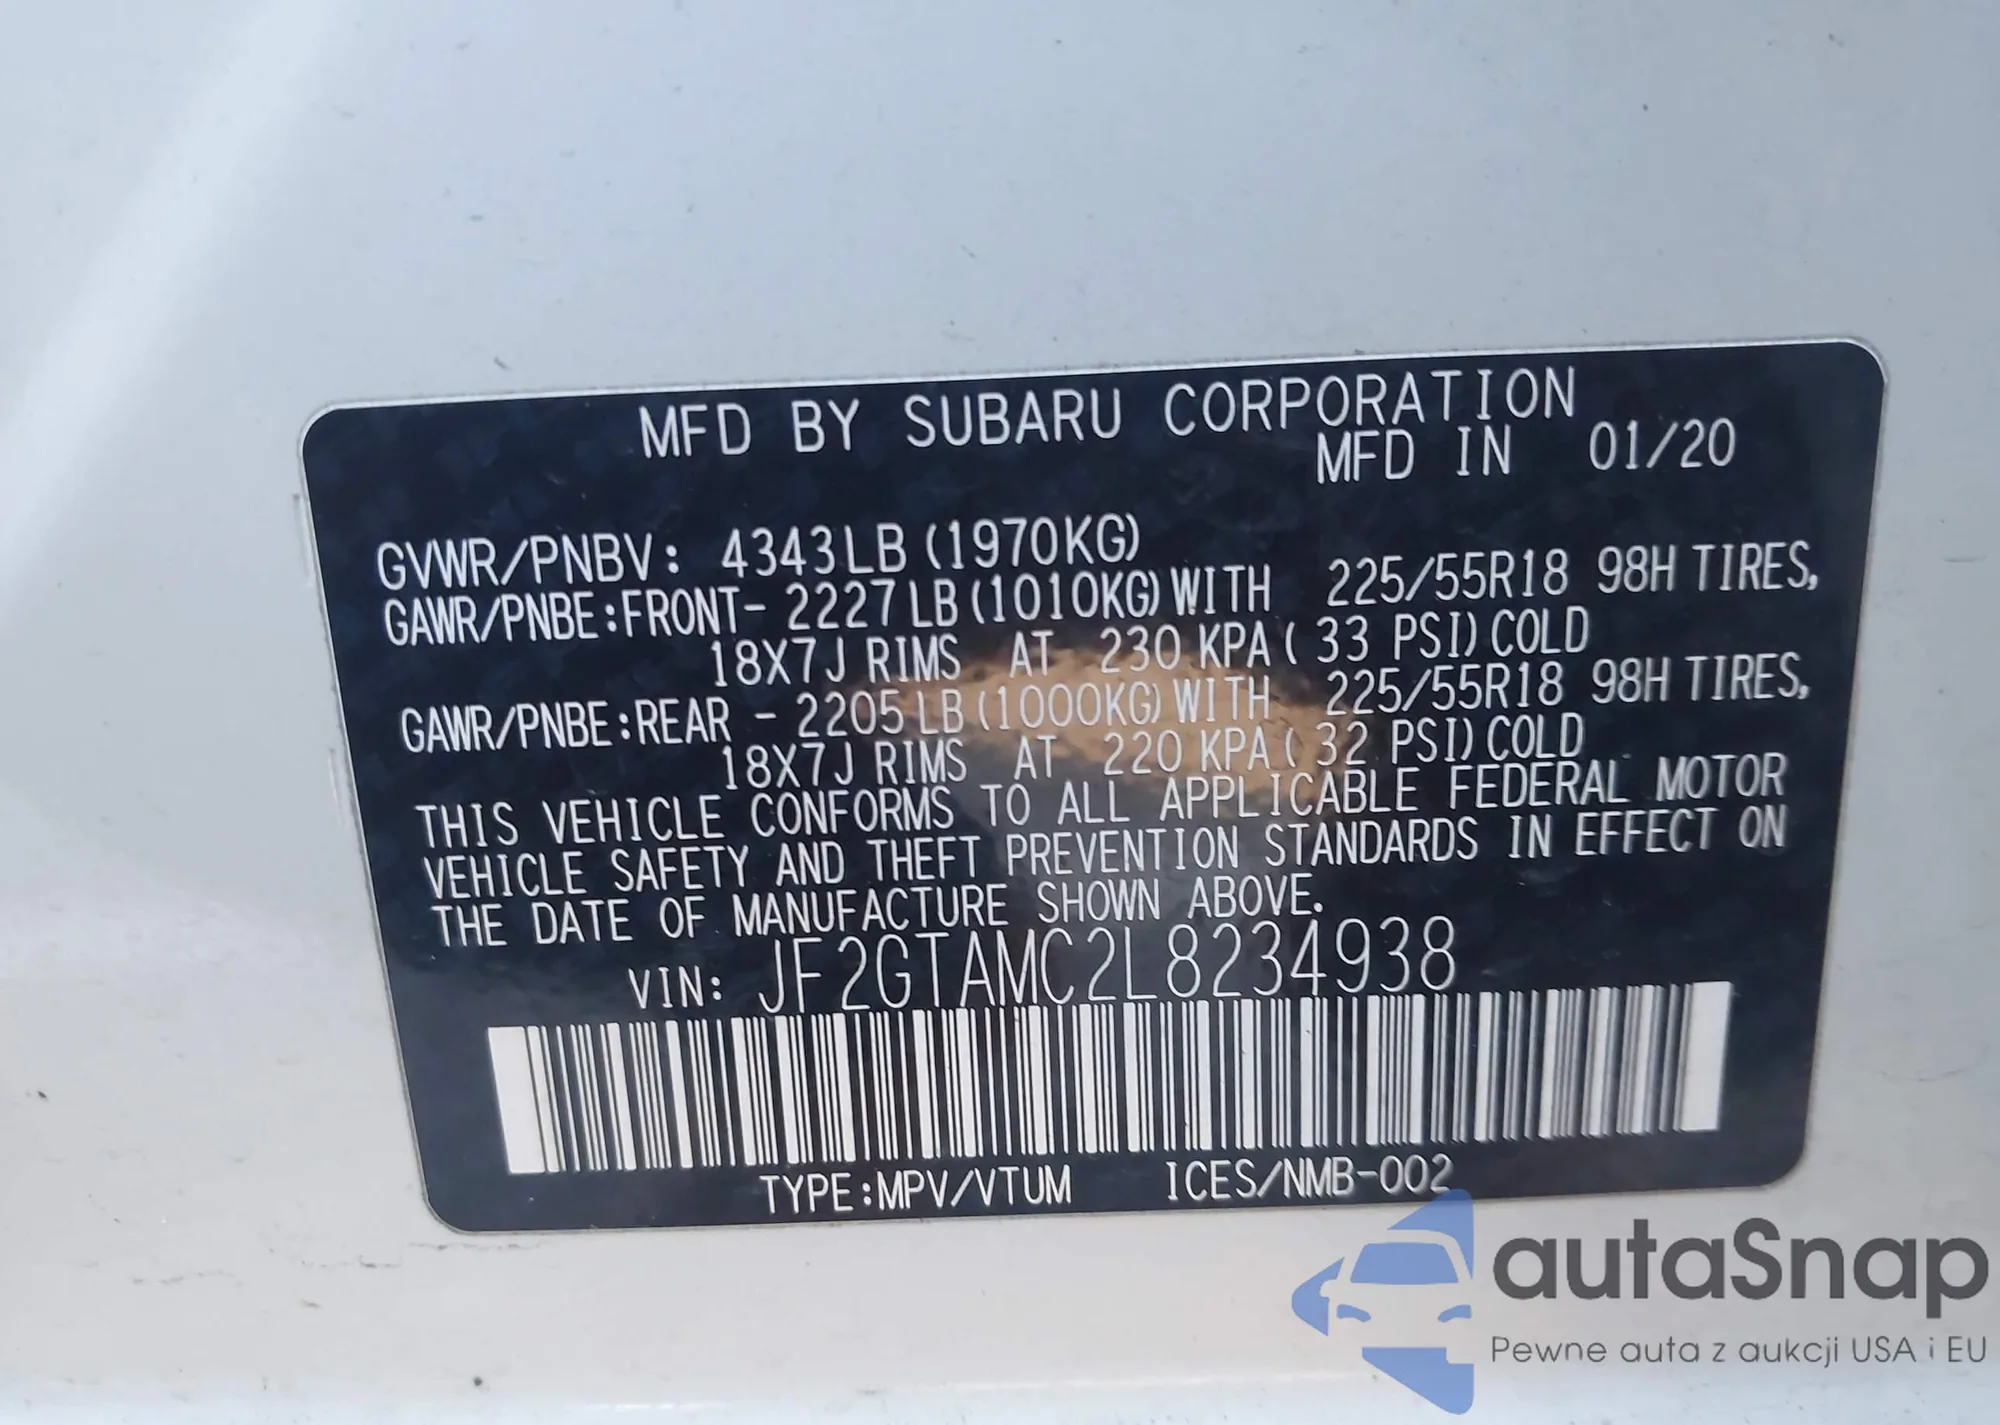 MFD BY SUBARU CORPORATION
MFD IN 01/20
GVWR/PNBV: 4343LB (1970KG)
GAWR/PNBE:FRONT- 2227LB (1010KG) WITH 225/55R18 98H TIRES,
18X7J RIMS AT 230 KPA ( 33 PSI) COLD
GAWR/PNBE:REAR - 2205LB (1000KG) WITH 225/55R18 98H TIRES,
18X7J RIMS AT 220 KPA ( 32 PSI) COLD
THIS VEHICLE CONFORMS TO ALL APPLICABLE FEDERAL MOTOR
VEHICLE SAFETY AND THEFT PREVENTION STANDARDS IN EFFECT ON
THE DATE OF MANUFACTURE SHOWN ABOVE.
VIN: JF2GTAMC2L8234938
TYPE:MPV/VTUM ICES/NMB-002
autaSnap
Pewne auta z aukcji USA i EU